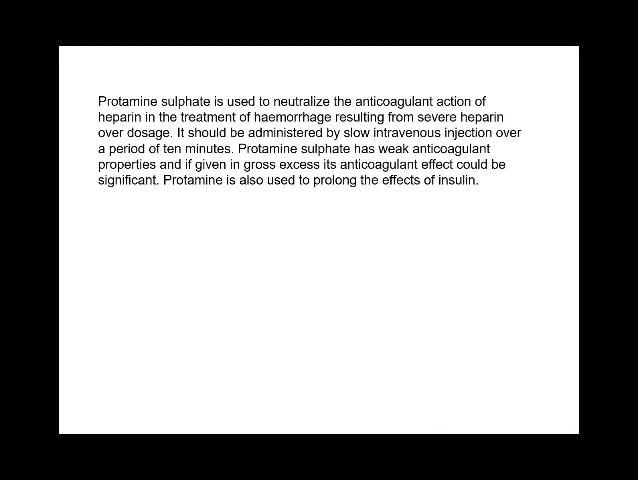 Protamine sulphate is used to neutralize the anticoagulant action of
heparin in the treatment of haemorrhage resulting from severe heparin
over dosage. It should be administered by slow intravenous injection over
a period of ten minutes. Protamine sulphate has weak anticoagulant
properties and if given in gross excess its anticoagulant effect could be
significant. Protamine is also used to prolong the effects of insulin.